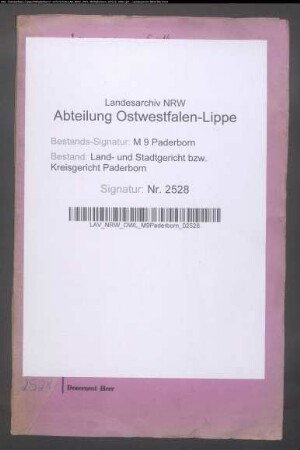 Landesarchiv NRW
Abteilung Ostwestfalen-Lippe
Bestands-Signatur: M 9 Paderborn
Bestand: Land- und Stadtgericht bzw.
Kreisgericht Paderborn
Signatur: Nr. 2528
LAV_NRW_OWL_M9Paderborn_02528
2528